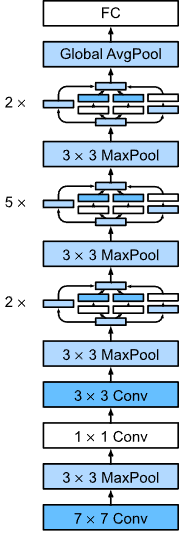 FC
Global AvgPool
2 ×
3 × 3 MaxPool
5 ×
3 × 3 MaxPool
2 ×
3 × 3 MaxPool
3 × 3 Conv
1 × 1 Conv
3 × 3 MaxPool
7 × 7 Conv